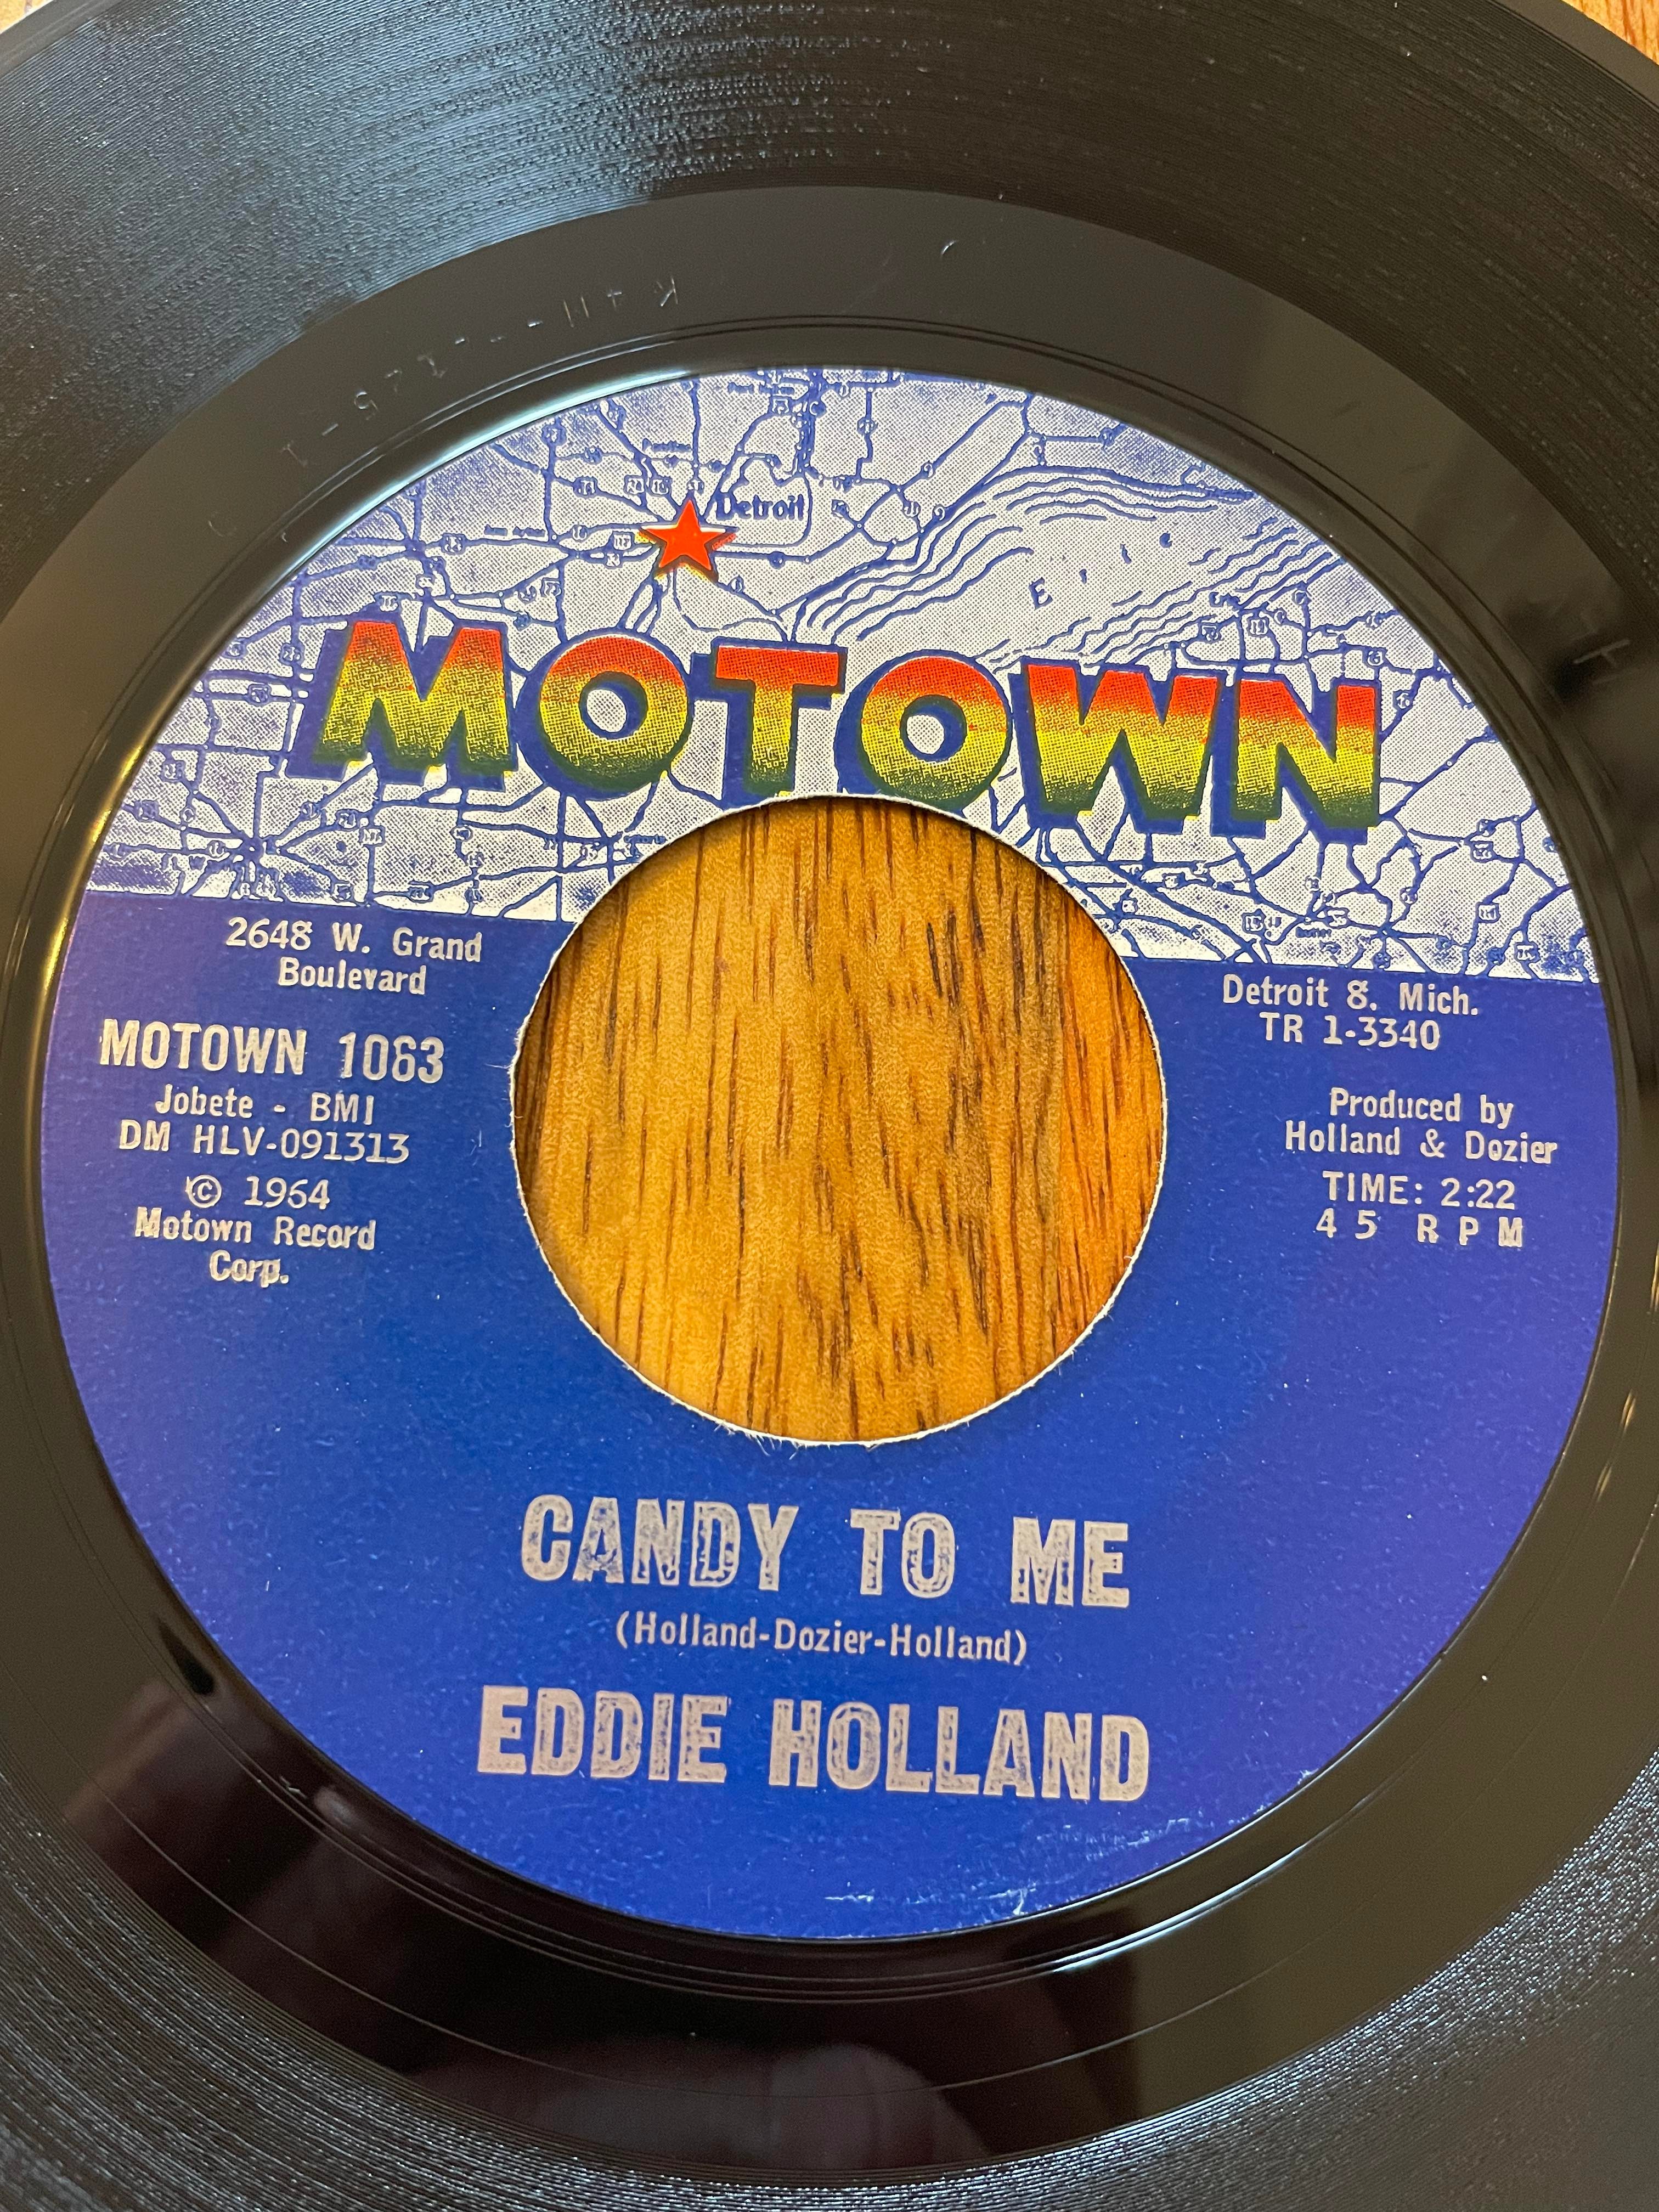 Detroit
Erie
MOTOWN
2648 W. Grand
Boulevard
MOTOWN 1063
Jobete - BMI
DM HLV-091313
© 1964
Motown Record
Corp.
Detroit 8, Mich.
TR 1-3340
Produced by
Holland & Dozier
TIME: 2:22
45 RPM
CANDY TO ME
(Holland-Dozier-Holland)
EDDIE HOLLAND